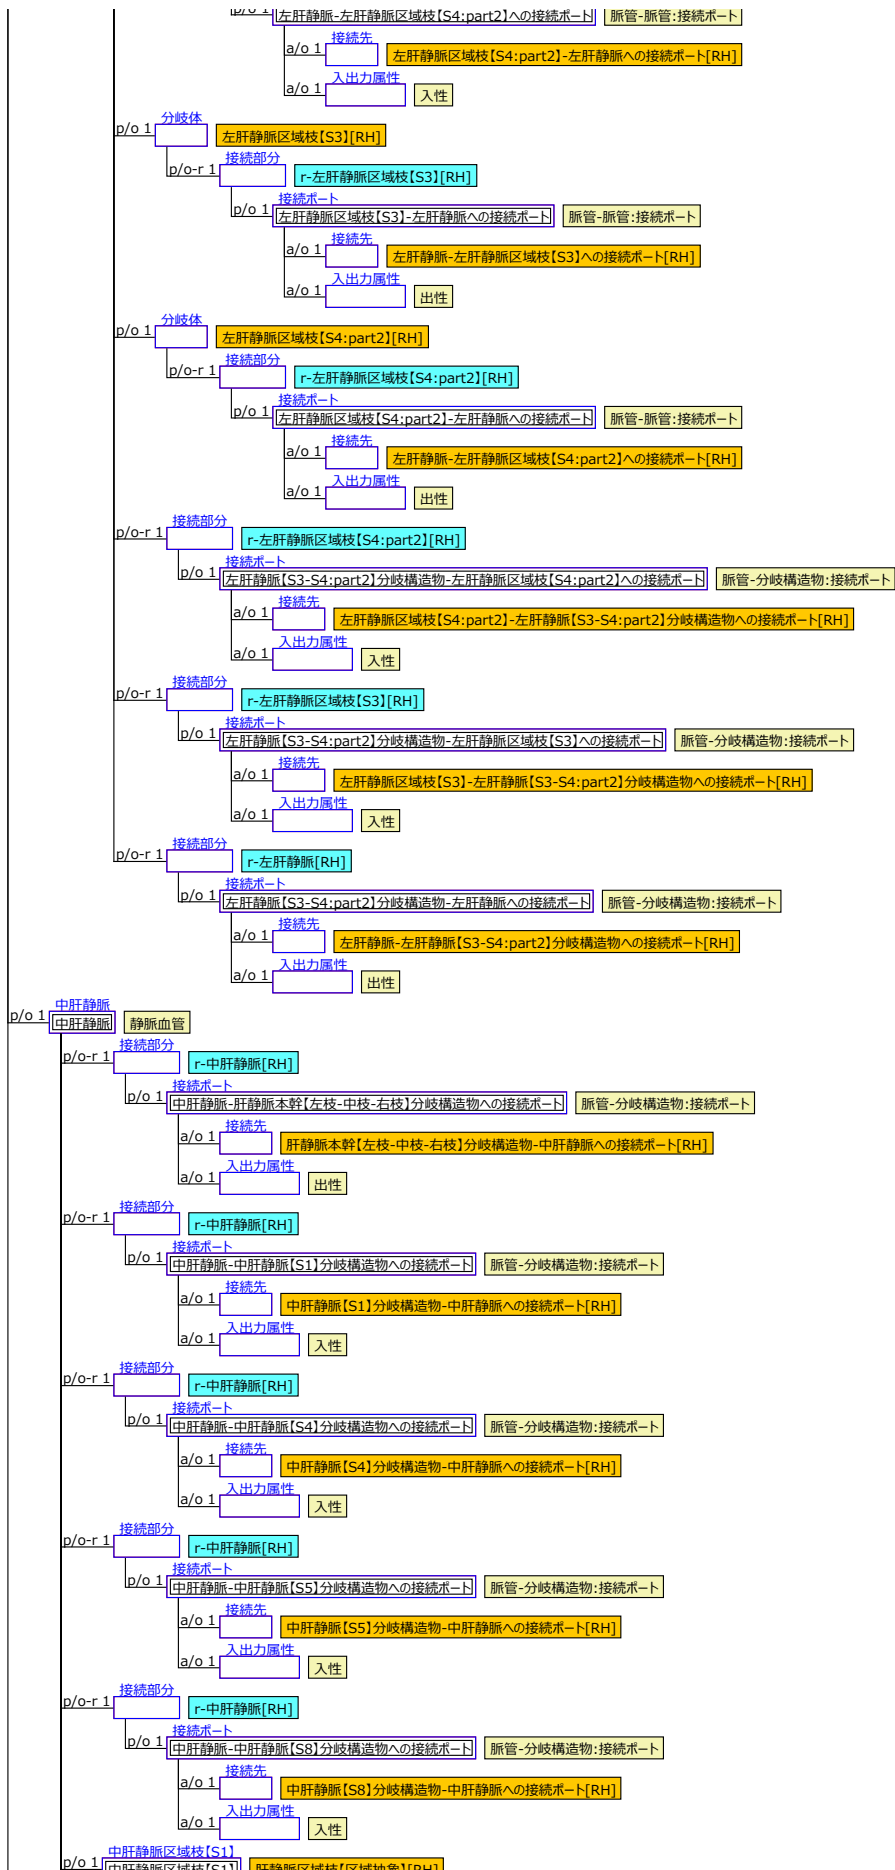 p/o 1 左肝静脈-左肝静脈区域枝【S4:part2】への接続ポート 脈管-脈管:接続ポート
接続先
a/o 1 左肝静脈区域枝【S4:part2】-左肝静脈への接続ポート[RH]
入出力属性
a/o 1 入性
分岐体
p/o 1 左肝静脈区域枝【S3】[RH]
接続部分
p/o-r 1 r-左肝静脈区域枝【S3】[RH]
接続ポート
p/o 1 左肝静脈区域枝【S3】-左肝静脈への接続ポート 脈管-脈管:接続ポート
接続先
a/o 1 左肝静脈-左肝静脈区域枝【S3】への接続ポート[RH]
入出力属性
a/o 1 出性
分岐体
p/o 1 左肝静脈区域枝【S4:part2】[RH]
接続部分
p/o-r 1 r-左肝静脈区域枝【S4:part2】[RH]
接続ポート
p/o 1 左肝静脈区域枝【S4:part2】-左肝静脈への接続ポート 脈管-脈管:接続ポート
接続先
a/o 1 左肝静脈-左肝静脈区域枝【S4:part2】への接続ポート[RH]
入出力属性
a/o 1 出性
接続部分
p/o-r 1 r-左肝静脈区域枝【S4:part2】[RH]
接続ポート
p/o 1 左肝静脈【S3-S4:part2】分岐構造物-左肝静脈区域枝【S4:part2】への接続ポート 脈管-分岐構造物:接続ポート
接続先
a/o 1 左肝静脈区域枝【S4:part2】-左肝静脈【S3-S4:part2】分岐構造物への接続ポート[RH]
入出力属性
a/o 1 入性
接続部分
p/o-r 1 r-左肝静脈区域枝【S3】[RH]
接続ポート
p/o 1 左肝静脈【S3-S4:part2】分岐構造物-左肝静脈区域枝【S3】への接続ポート 脈管-分岐構造物:接続ポート
接続先
a/o 1 左肝静脈区域枝【S3】-左肝静脈【S3-S4:part2】分岐構造物への接続ポート[RH]
入出力属性
a/o 1 入性
接続部分
p/o-r 1 r-左肝静脈[RH]
接続ポート
p/o 1 左肝静脈【S3-S4:part2】分岐構造物-左肝静脈への接続ポート 脈管-分岐構造物:接続ポート
接続先
a/o 1 左肝静脈-左肝静脈【S3-S4:part2】分岐構造物への接続ポート[RH]
入出力属性
a/o 1 出性
中肝静脈
p/o 1 中肝静脈 静脈血管
接続部分
p/o-r 1 r-中肝静脈[RH]
接続ポート
p/o 1 中肝静脈-肝静脈本幹【左枝-中枝-右枝】分岐構造物への接続ポート 脈管-分岐構造物:接続ポート
接続先
a/o 1 肝静脈本幹【左枝-中枝-右枝】分岐構造物-中肝静脈への接続ポート[RH]
入出力属性
a/o 1 出性
接続部分
p/o-r 1 r-中肝静脈[RH]
接続ポート
p/o 1 中肝静脈-中肝静脈【S1】分岐構造物への接続ポート 脈管-分岐構造物:接続ポート
接続先
a/o 1 中肝静脈【S1】分岐構造物-中肝静脈への接続ポート[RH]
入出力属性
a/o 1 入性
接続部分
p/o-r 1 r-中肝静脈[RH]
接続ポート
p/o 1 中肝静脈-中肝静脈【S4】分岐構造物への接続ポート 脈管-分岐構造物:接続ポート
接続先
a/o 1 中肝静脈【S4】分岐構造物-中肝静脈への接続ポート[RH]
入出力属性
a/o 1 入性
接続部分
p/o-r 1 r-中肝静脈[RH]
接続ポート
p/o 1 中肝静脈-中肝静脈【S5】分岐構造物への接続ポート 脈管-分岐構造物:接続ポート
接続先
a/o 1 中肝静脈【S5】分岐構造物-中肝静脈への接続ポート[RH]
入出力属性
a/o 1 入性
接続部分
p/o-r 1 r-中肝静脈[RH]
接続ポート
p/o 1 中肝静脈-中肝静脈【S8】分岐構造物への接続ポート 脈管-分岐構造物:接続ポート
接続先
a/o 1 中肝静脈【S8】分岐構造物-中肝静脈への接続ポート[RH]
入出力属性
a/o 1 入性
中肝静脈区域枝【S1】
p/o 1 中肝静脈区域枝【S1】 肝静脈区域枝【区域抽象】[RH]